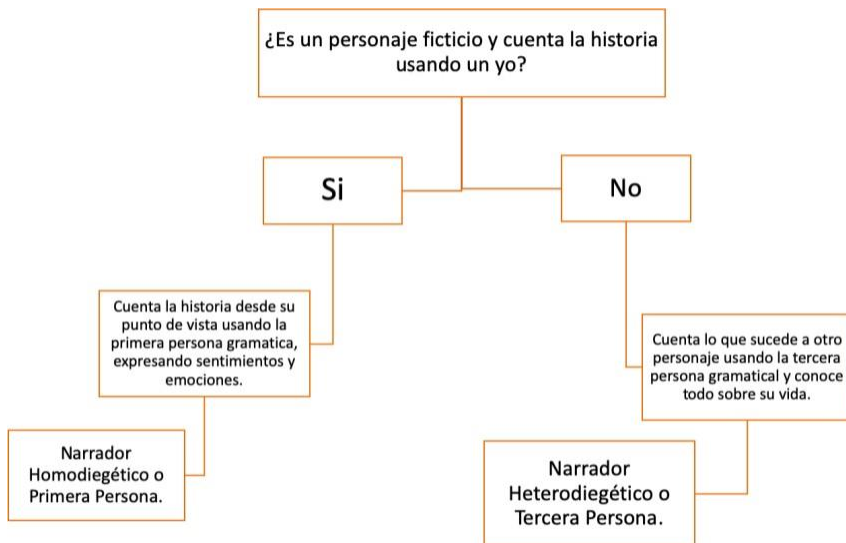 ¿Es un personaje ficticio y cuenta la historia
usando un yo?
Si
No
Cuenta la historia desde su
punto de vista usando la
primera persona gramatica,
expresando sentimientos y
emociones.
Cuenta lo que sucede a otro
personaje usando la tercera
persona gramatical y conoce
todo sobre su vida.
Narrador
Homodiegético o
Primera Persona.
Narrador
Heterodiegético o
Tercera Persona.